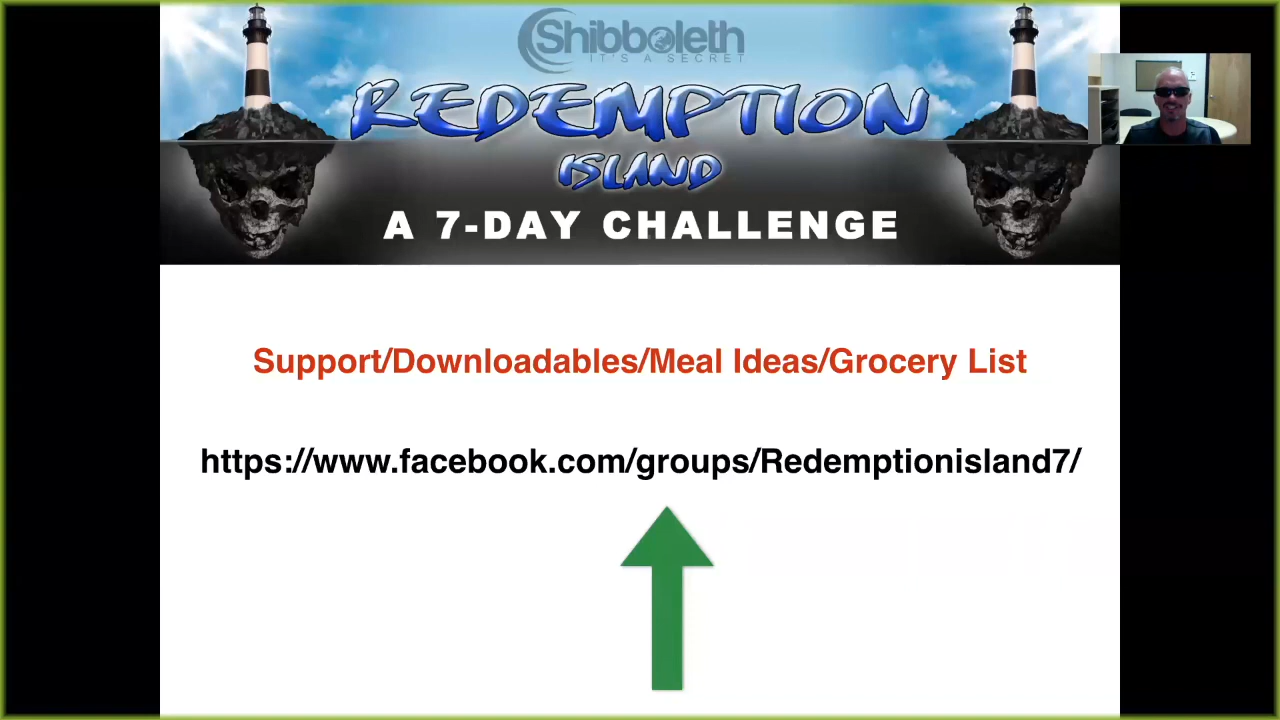 Shibboleth
IT'S A SECRET
REDEMPTION
ISLAND
A 7-DAY CHALLENGE
Support/Downloadables/Meal Ideas/Grocery List
https://www.facebook.com/groups/Redemptionisland7/